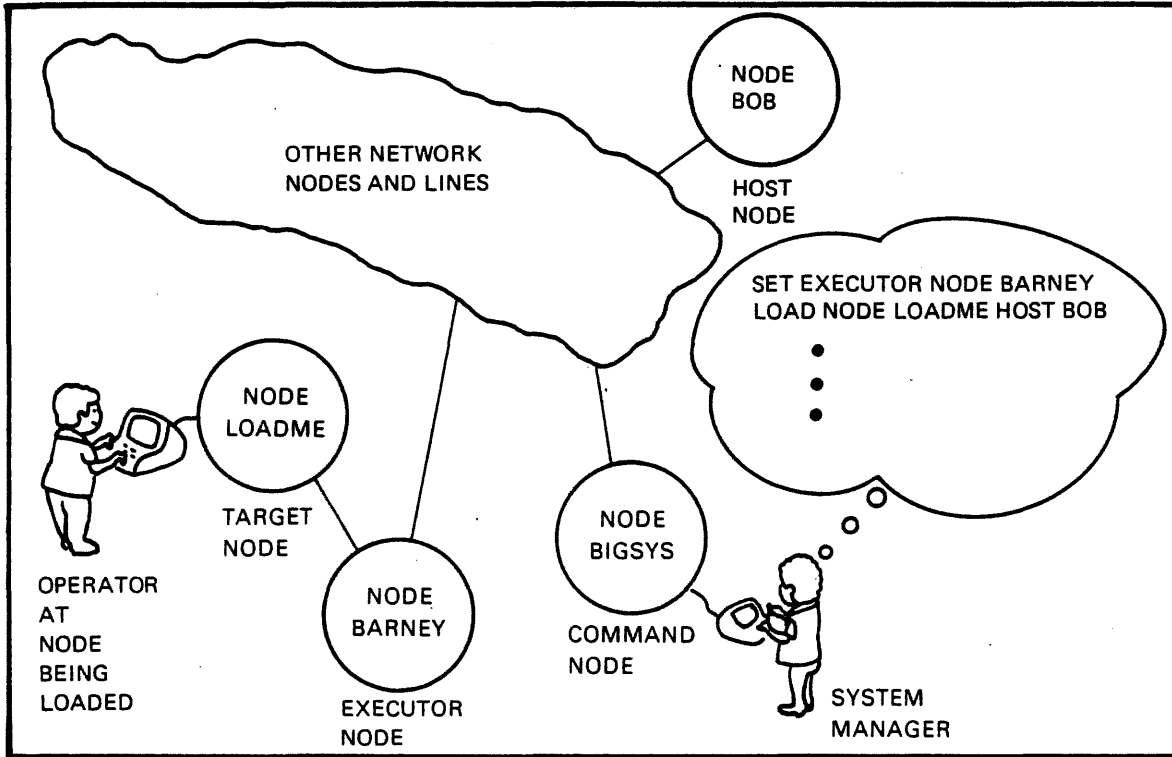 NODE
BOB
OTHER NETWORK
NODES AND LINES
HOST
NODE
SET EXECUTOR NODE BARNEY
LOAD NODE LOADME HOST BOB
NODE
LOADME
TARGET
NODE
NODE
BIGSYS
OPERATOR
AT
NODE
BEING
LOADED
NODE
BARNEY
COMMAND
NODE
EXECUTOR
NODE
SYSTEM
MANAGER